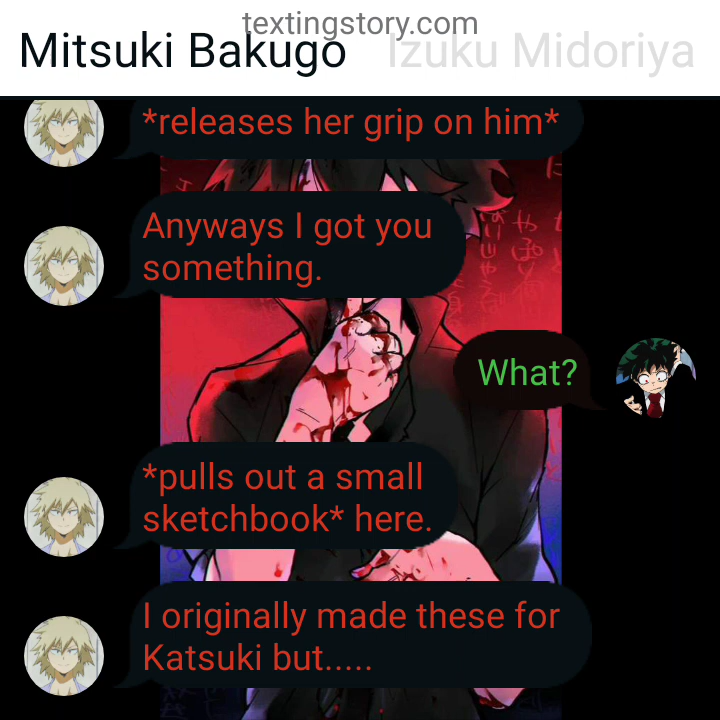 textingstory.com
Mitsuki Bakugo Izuku Midoriya
*releases her grip on him*
Anyways I got you
something.
What?
*pulls out a small
sketchbook* here.
I originally made these for
Katsuki but.....